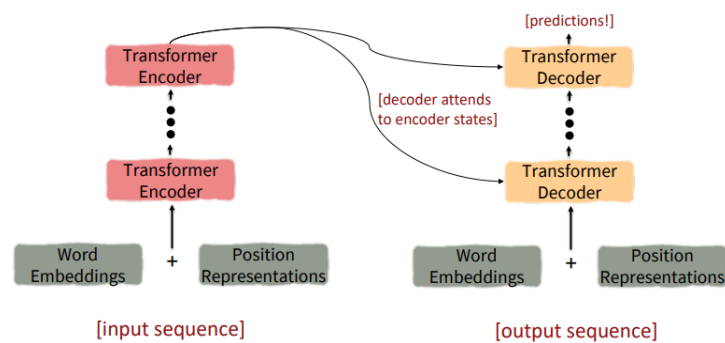 Transformer
Encoder
Transformer
Encoder
Word
Embeddings
+
Position
Representations
[input sequence]
[decoder attends
to encoder states]
[predictions!]
Transformer
Decoder
Transformer
Decoder
Word
Embeddings
+
Position
Representations
[output sequence]